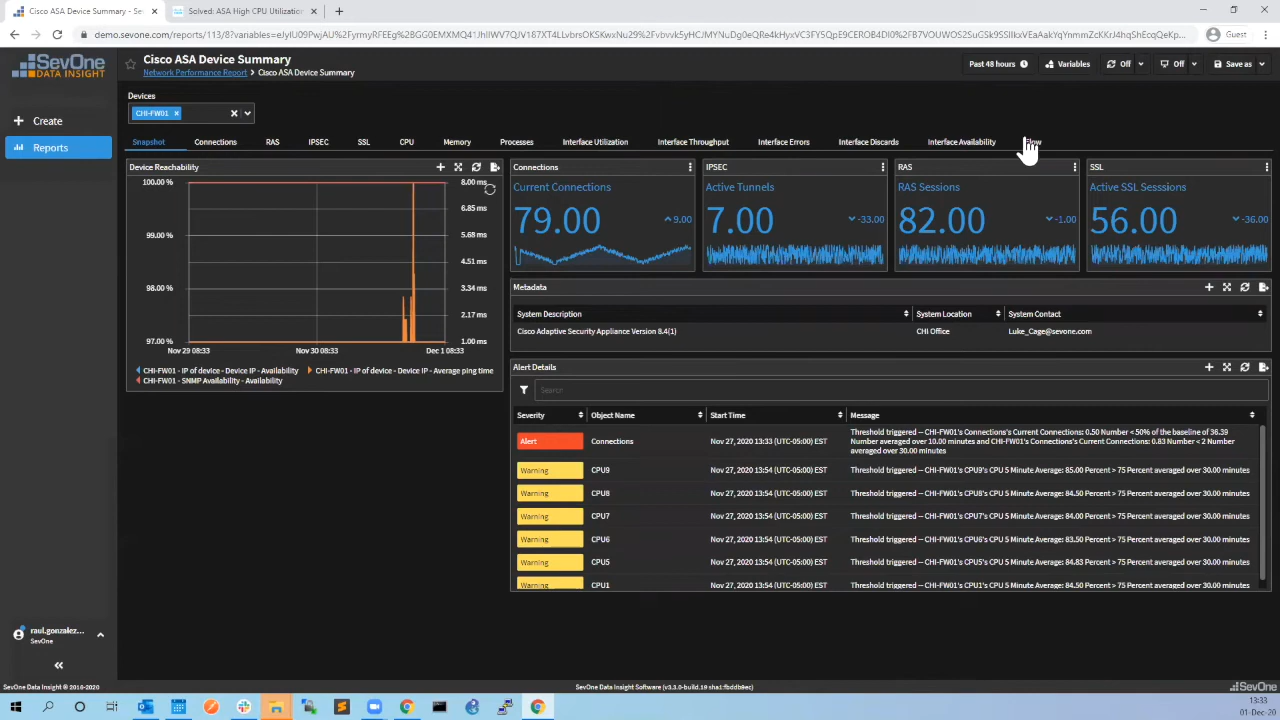 Cisco ASA Device Summary - Sev
Solved: ASA High CPU Utilization
demo.sevone.com/reports/113/8?variables=
Guest
SevOne
DATA INSIGHT
Cisco ASA Device Summary
Network Performance Report > Cisco ASA Device Summary
Past 48 hours
Variables
Off
Off
Save as
Create
Reports
Devices
CHI-FW01
Snapshot Connections RAS IPSEC SSL CPU Memory Processes Interface Utilization Interface Throughput Interface Errors Interface Discards Interface Availability
Device Reachability
100.00 % 8.00 ms
6.85 ms
99.00 % 5.68 ms
4.51 ms
98.00 % 3.34 ms
2.17 ms
97.00 % 1.00 ms
Nov 29 08:33 Nov 30 08:33 Dec 1 08:33
CHI-FW01 - IP of device - Device IP - Availability CHI-FW01 - IP of device - Device IP - Average ping time
CHI-FW01 - SNMP Availability - Availability
Connections
Current Connections
79.00 9.00
IPSEC
Active Tunnels
7.00 -33.00
RAS
RAS Sessions
82.00 -1.00
SSL
Active SSL Sesssions
56.00 -36.00
Metadata
System Description System Location System Contact
Cisco Adaptive Security Appliance Version 8.4(1) CHI Office Luke_Cage@sevone.com
Alert Details
Search
Severity Object Name Start Time Message
Alert Connections Nov 27, 2020 13:33 (UTC-05:00) EST Threshold triggered -- CHI-FW01's Connections's Current Connections: 0.50 Number < 50% of the baseline of 36.39
Number averaged over 10.00 minutes and CHI-FW01's Connections's Current Connections: 0.83 Number < 2 Number
averaged over 30.00 minutes
Warning CPU9 Nov 27, 2020 13:54 (UTC-05:00) EST Threshold triggered -- CHI-FW01's CPU9's CPU 5 Minute Average: 85.00 Percent > 75 Percent averaged over 30.00 minutes
Warning CPU8 Nov 27, 2020 13:54 (UTC-05:00) EST Threshold triggered -- CHI-FW01's CPU8's CPU 5 Minute Average: 84.50 Percent > 75 Percent averaged over 30.00 minutes
Warning CPU7 Nov 27, 2020 13:54 (UTC-05:00) EST Threshold triggered -- CHI-FW01's CPU7's CPU 5 Minute Average: 84.00 Percent > 75 Percent averaged over 30.00 minutes
Warning CPU6 Nov 27, 2020 13:54 (UTC-05:00) EST Threshold triggered -- CHI-FW01's CPU6's CPU 5 Minute Average: 83.50 Percent > 75 Percent averaged over 30.00 minutes
Warning CPU5 Nov 27, 2020 13:54 (UTC-05:00) EST Threshold triggered -- CHI-FW01's CPU5's CPU 5 Minute Average: 84.83 Percent > 75 Percent averaged over 30.00 minutes
Warning CPU1 Nov 27, 2020 13:54 (UTC-05:00) EST Threshold triggered -- CHI-FW01's CPU1's CPU 5 Minute Average: 84.50 Percent > 75 Percent averaged over 30.00 minutes
raul.gonzalez...
SevOne
SevOne Data Insight ® 2016-2020
SevOne Data Insight Software (v3.3.0-build.19 sha1:fbddb9ec)
SevOne
13:33
01-Dec-20